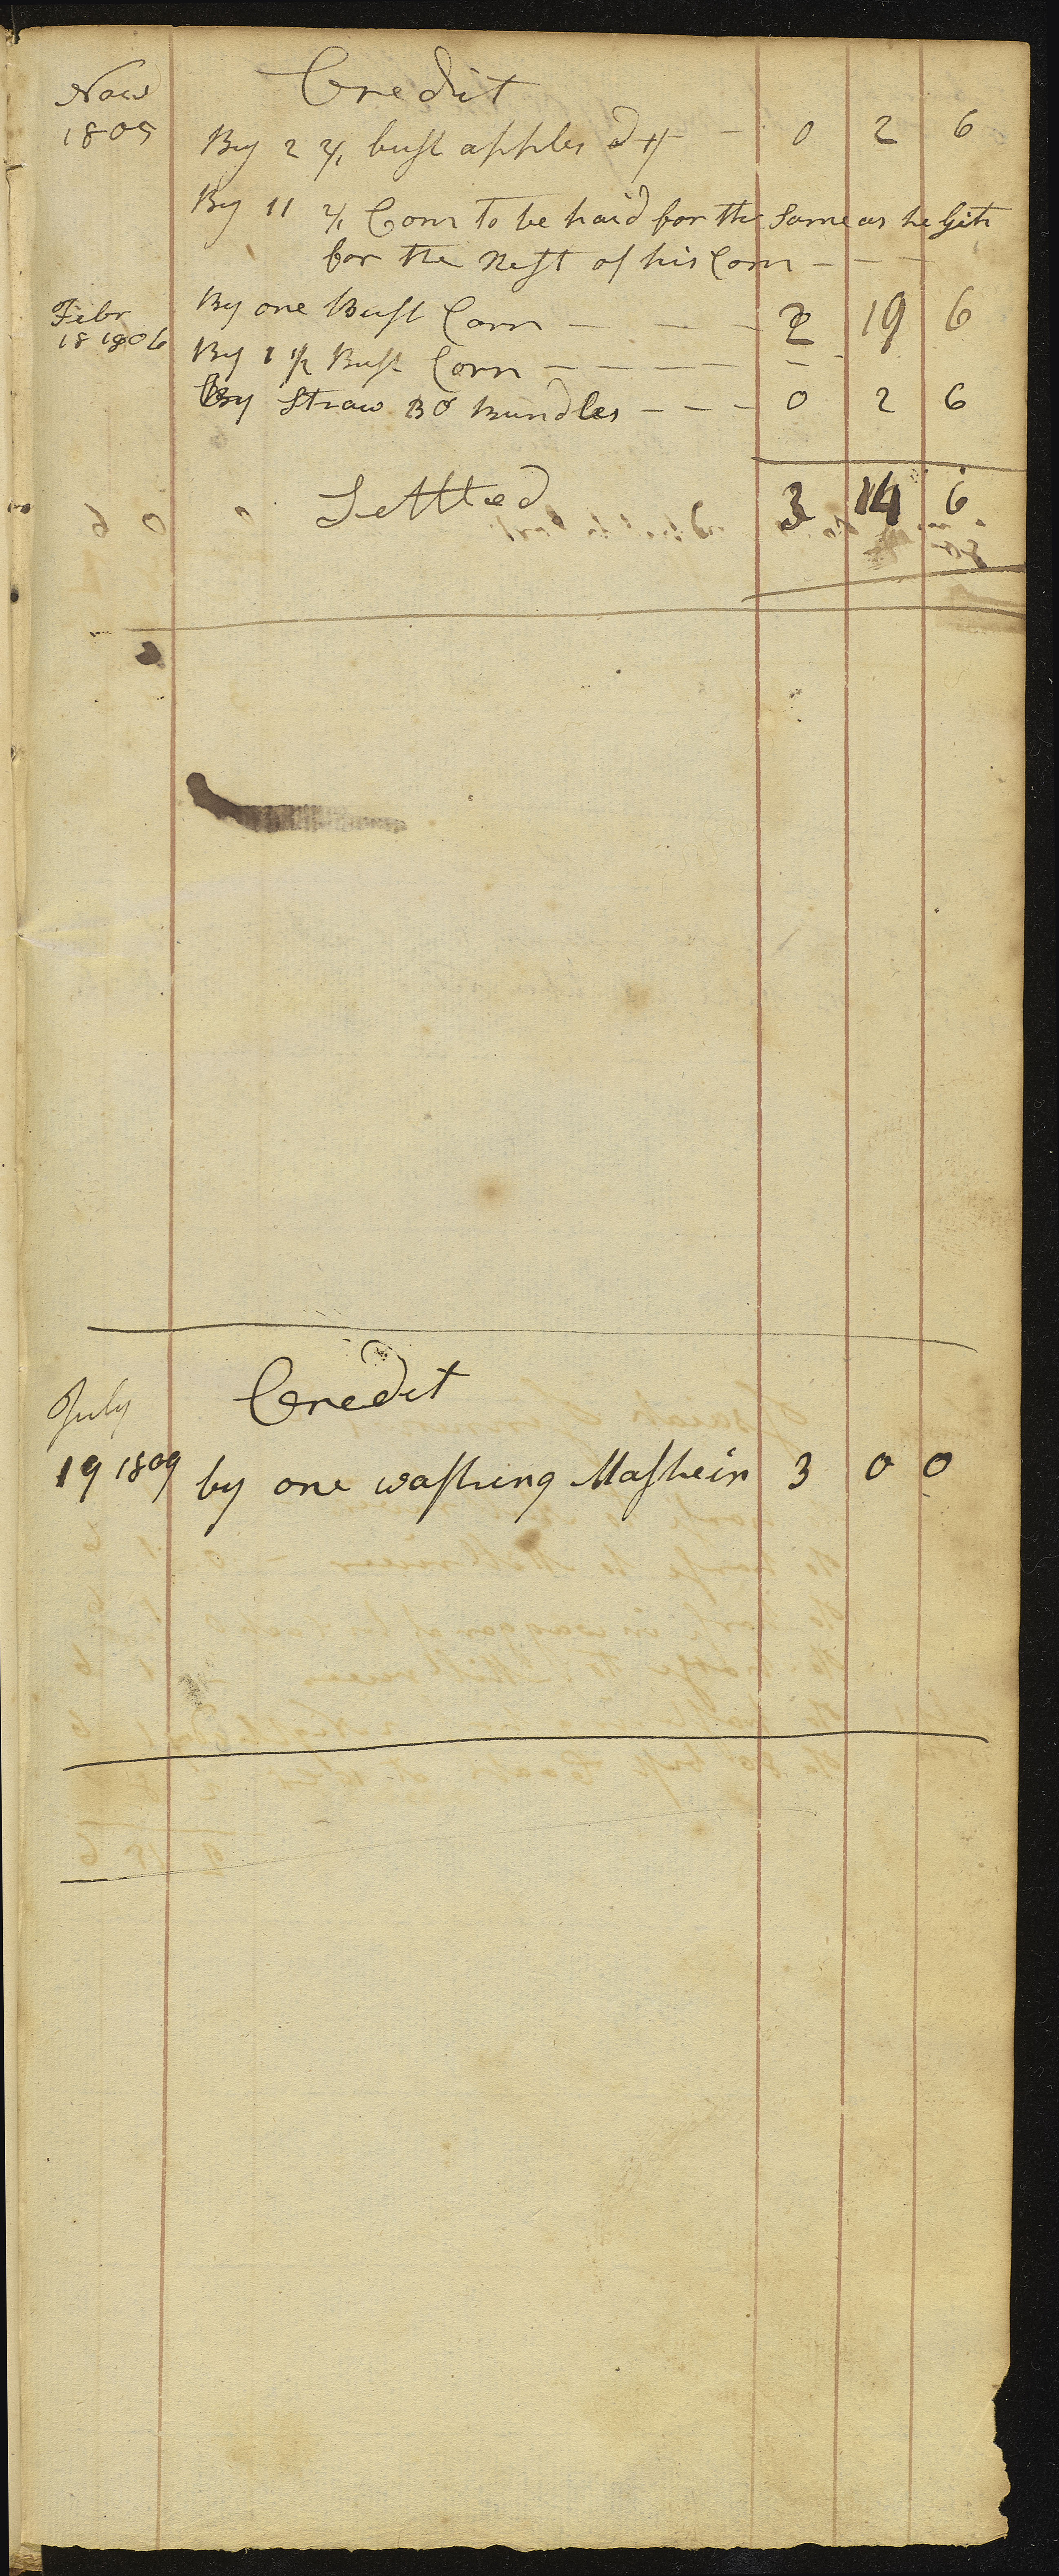 Credit
Nov
1805 By 2 2/1 bush apples d 1/ - 0 2 6
By 11 2/1 Corn to be paid for the same as he Gits
for the Rest of his Corn - - -
Febr By one Bush Corn - - - - 2 19 6
18 1806 By 1 1/2 Bush Corn - - - - -
By Straw 30 Bundles - - - 0 2 6
Settled 3 14 6
July Credit
19 1809 by one washing Mashein 3 0 0